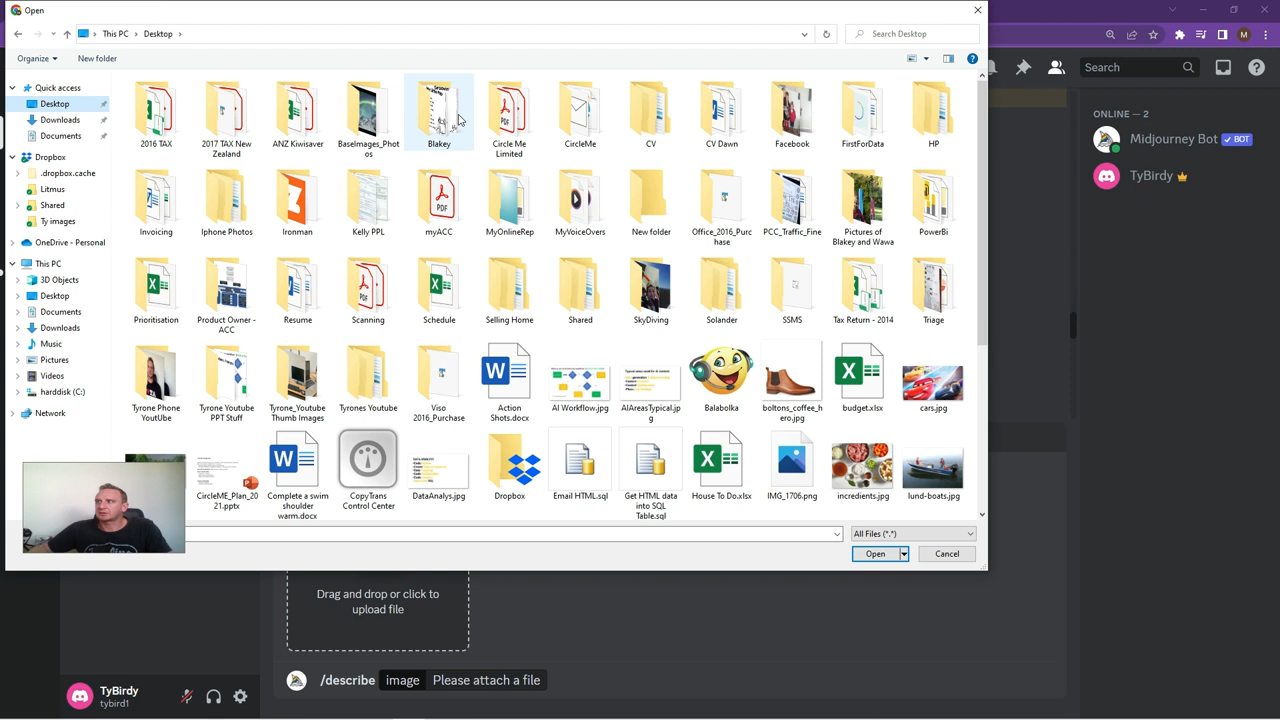 Open
This PC
Desktop
Search Desktop
Organize
New folder
Quick access
Desktop
Downloads
Documents
Dropbox
.dropbox.cache
Litmus
Shared
Ty images
OneDrive - Personal
This PC
3D Objects
Desktop
Documents
Downloads
Music
Pictures
Videos
harddisk (C:)
Network
2016 TAX
2017 TAX New
Zealand
ANZ Kiwisaver
BaseImages_Phot
os
Blakey
Circle Me
Limited
CircleMe
CV
CV Dawn
Facebook
FirstForData
HP
Invoicing
Iphone Photos
Ironman
Kelly PPL
myACC
MyOnlineRep
MyVoiceOvers
New folder
Office_2016_Purc
hase
PCC_Traffic_Fine
Pictures of
Blakey and Wawa
PowerBi
Prioritisation
Product Owner -
ACC
Resume
Scanning
Schedule
Selling Home
Shared
SkyDiving
Solander
SSMS
Tax Return - 2014
Triage
Tyrone Phone
YoutUbe
Tyrone Youtube
PPT Stuff
Tyrone_Youtube
Thumb Images
Tyrones Youtube
Viso
2016_Purchase
Action
Shots.docx
AI Workflow.jpg
AIAreasTypical.jp
g
Balabolka
boltons_coffee_h
ero.jpg
budget.xlsx
cars.jpg
CircleME_Plan_20
21.pptx
Complete a swim
shoulder
warm.docx
CopyTrans
Control Center
DataAnalys.jpg
Dropbox
Email HTML.sql
Get HTML data
into SQL
Table.sql
House To Do.xlsx
IMG_1706.png
incredients.jpg
lund-boats.jpg
All Files (*.*)
Open
Cancel
Search
ONLINE — 2
Midjourney Bot BOT
TyBirdy
Drag and drop or click to
upload file
/describe image Please attach a file
TyBirdy
tybird1